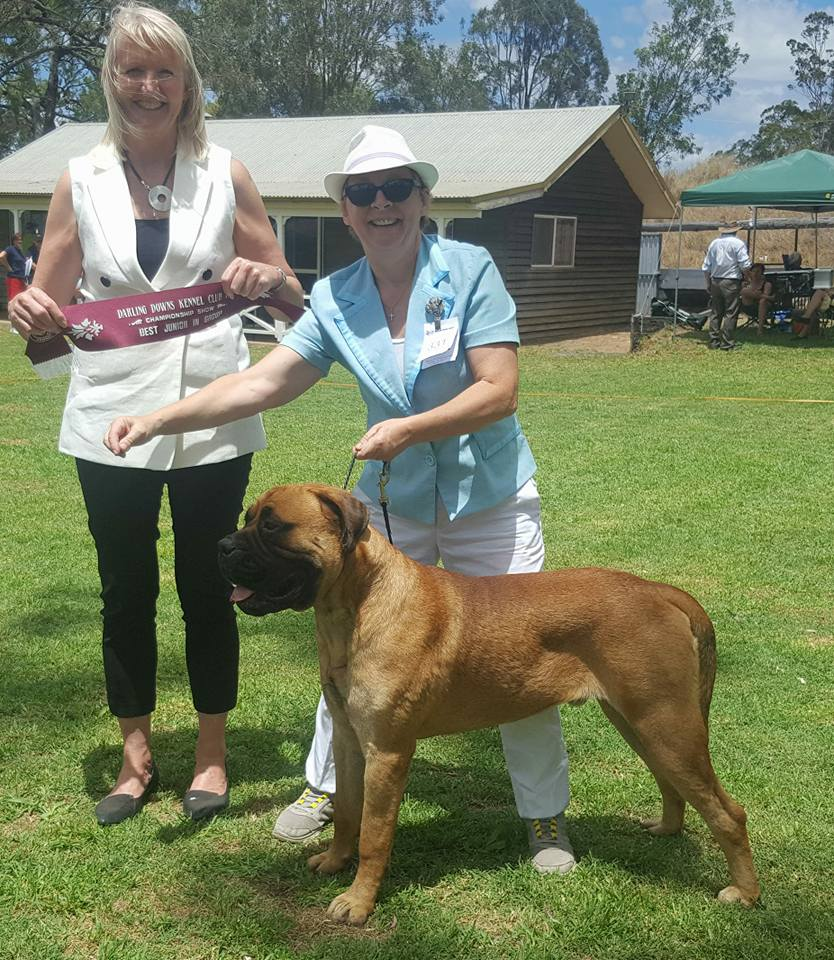 DARLING DOWNS KENNEL CLUB
CHAMPIONSHIP SHOW
BEST JUNIOR IN GROUP